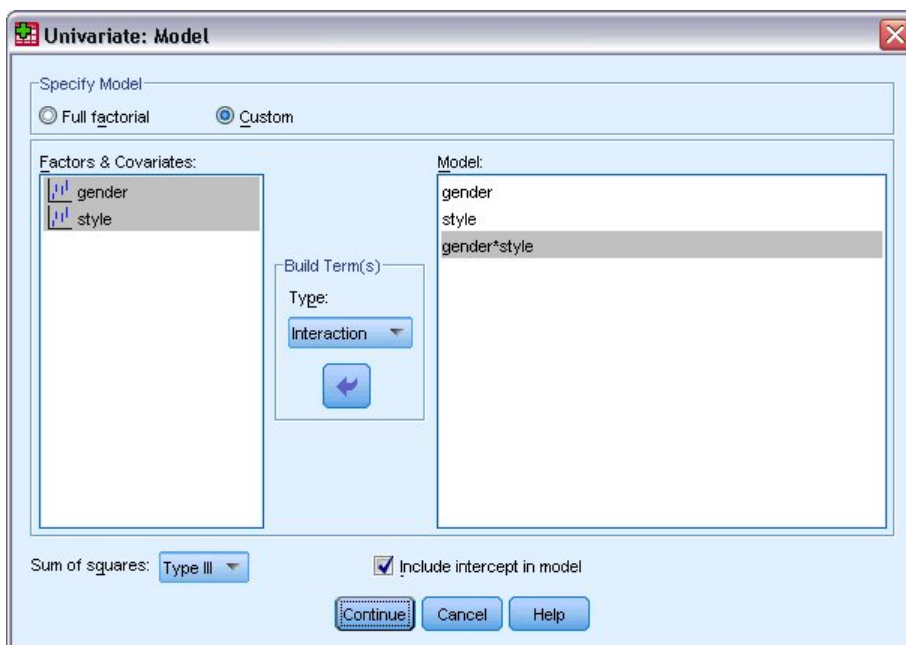 Univariate: Model
Specify Model
Full factorial
Custom
Factors & Covariates:
gender
style
Build Term(s)
Type:
Interaction
Model:
gender
style
gender*style
Sum of squares: Type III
Include intercept in model
Continue
Cancel
Help